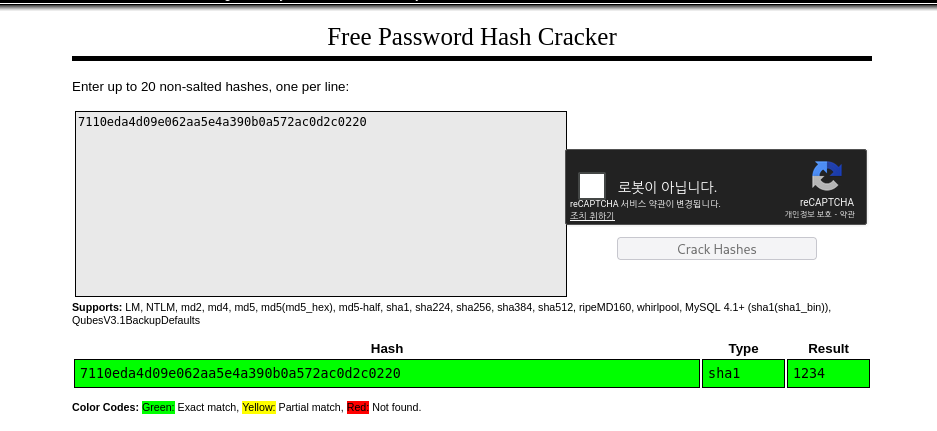 Free Password Hash Cracker
Enter up to 20 non-salted hashes, one per line:
7110eda4d09e062aa5e4a390b0a572ac0d2c0220
로봇이 아닙니다.
reCAPTCHA 서비스 약관이 변경됩니다.
조치 취하기
reCAPTCHA
개인정보 보호 - 약관
Crack Hashes
Supports: LM, NTLM, md2, md4, md5, md5(md5_hex), md5-half, sha1, sha224, sha256, sha384, sha512, ripeMD160, whirlpool, MySQL 4.1+ (sha1(sha1_bin)),
QubesV3.1BackupDefaults
Hash Type Result
7110eda4d09e062aa5e4a390b0a572ac0d2c0220 sha1 1234
Color Codes: Green: Exact match, Yellow: Partial match, Red: Not found.